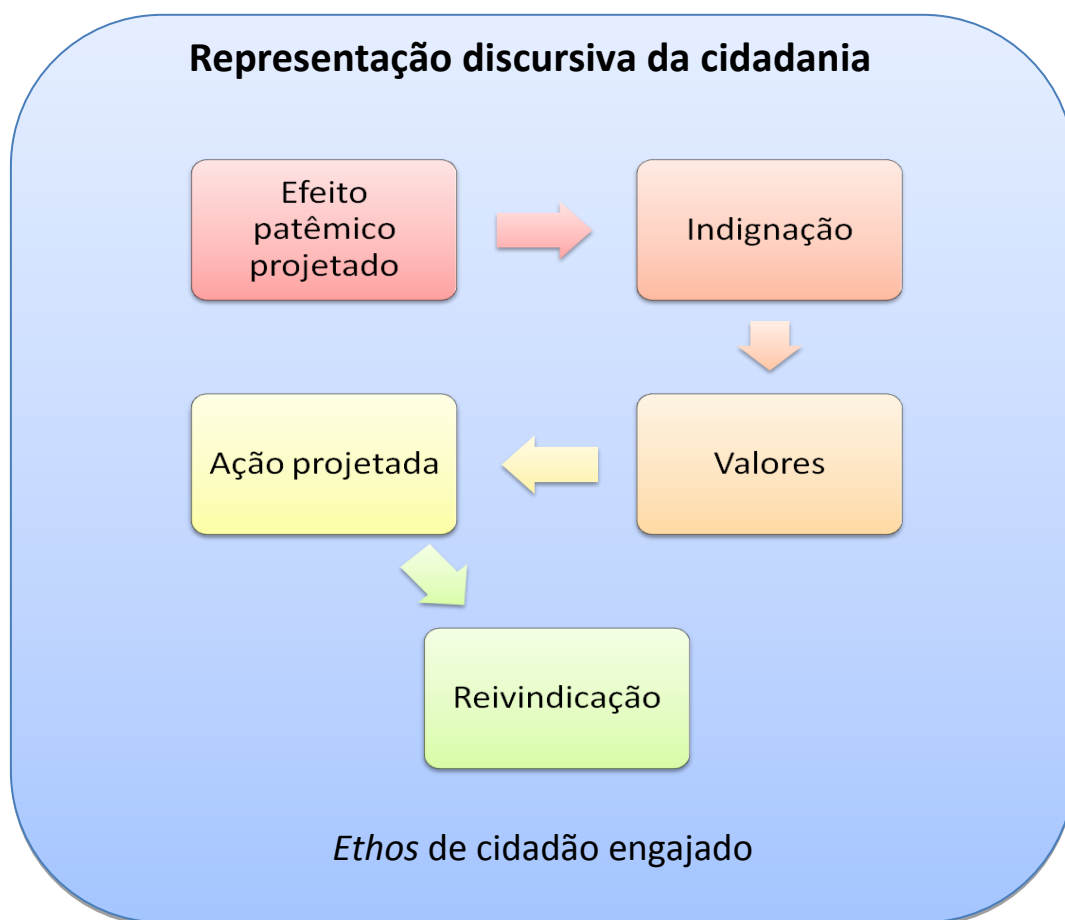 Representação discursiva da cidadania
Efeito
patêmico
projetado
Indignação
Valores
Ação projetada
Reivindicação
Ethos de cidadão engajado